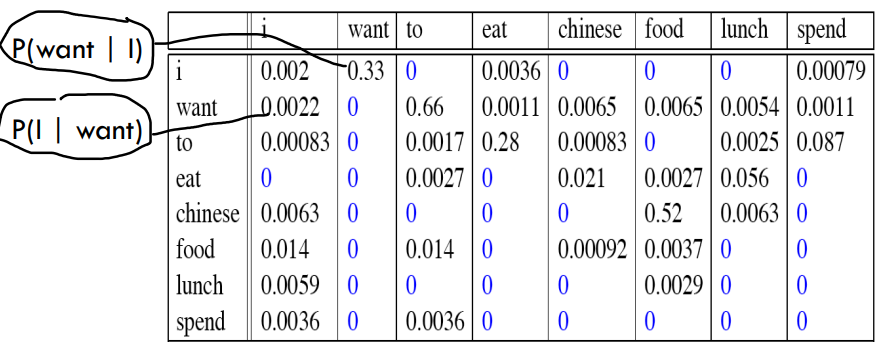 i want to eat chinese food lunch spend
P(want | I)
i 0.002 0.33 0 0.0036 0 0 0 0.00079
want 0.0022 0 0.66 0.0011 0.0065 0.0065 0.0054 0.0011
P(I | want)
to 0.00083 0 0.0017 0.28 0.00083 0 0.0025 0.087
eat 0 0 0.0027 0 0.021 0.0027 0.056 0
chinese 0.0063 0 0 0 0 0.52 0.0063 0
food 0.014 0 0.014 0 0.00092 0.0037 0 0
lunch 0.0059 0 0 0 0 0.0029 0 0
spend 0.0036 0 0.0036 0 0 0 0 0